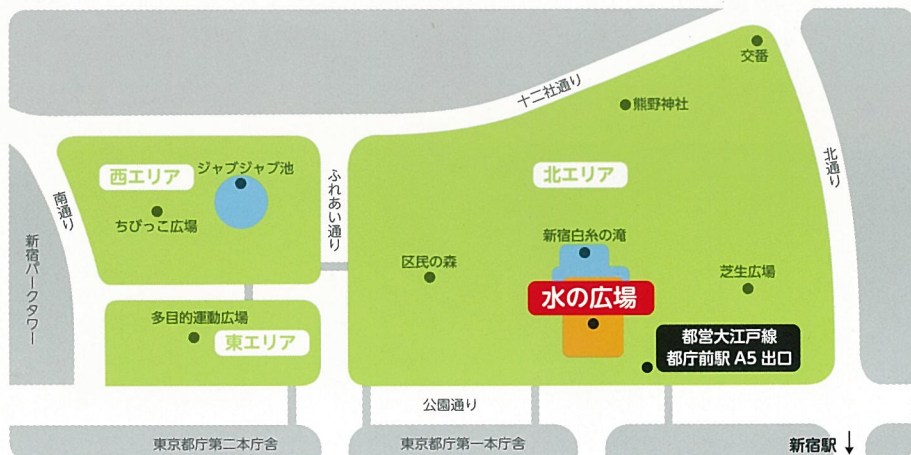 交番
十二社通り
熊野神社
北通り
西エリア
ジャブジャブ池
ちびっこ広場
南通り
新宿パークタワー
ふれあい通り
北エリア
新宿白糸の滝
区民の森
水の広場
芝生広場
多目的運動広場
東エリア
都営大江戸線
都庁前駅 A5 出口
公園通り
東京都庁第二本庁舎
東京都庁第一本庁舎
新宿駅 ↓